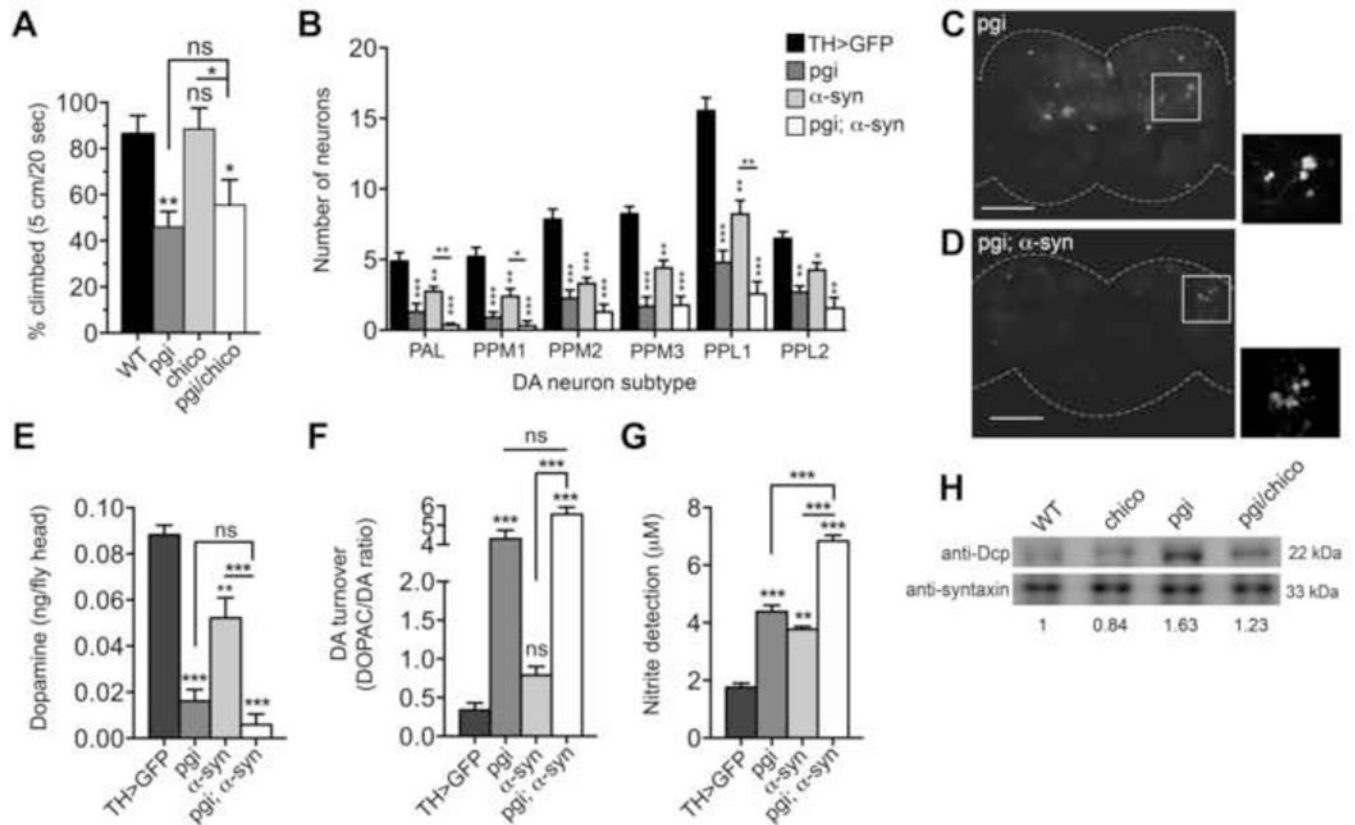 A
ns
*
ns
**
*
% climbed (5 cm/20 sec)
100
80
60
40
20
0
WT
pgi
chico
pgi/chico
B
TH>GFP
pgi
α-syn
pgi; α-syn
Number of neurons
20
15
10
5
0
*** ** *** **
*** ** *** *
*** *** ***
*** ** ***
*** ** *** **
** * **
PAL PPM1 PPM2 PPM3 PPL1 PPL2
DA neuron subtype
C
pgi
D
pgi; α-syn
E
ns
***
**
***
***
Dopamine (ng/fly head)
0.10
0.08
0.06
0.04
0.02
0.00
TH>GFP
pgi
α-syn
pgi; α-syn
F
ns
***
***
***
ns
DA turnover
(DOPAC/DA ratio)
6
5
4
2.0
1.5
1.0
0.5
0.0
TH>GFP
pgi
α-syn
pgi; α-syn
G
***
***
***
***
**
Nitrite detection (μM)
8
6
4
2
0
TH>GFP
pgi
α-syn
pgi; α-syn
H
WT chico pgi pgi/chico
anti-Dcp 22 kDa
anti-syntaxin 33 kDa
1 0.84 1.63 1.23